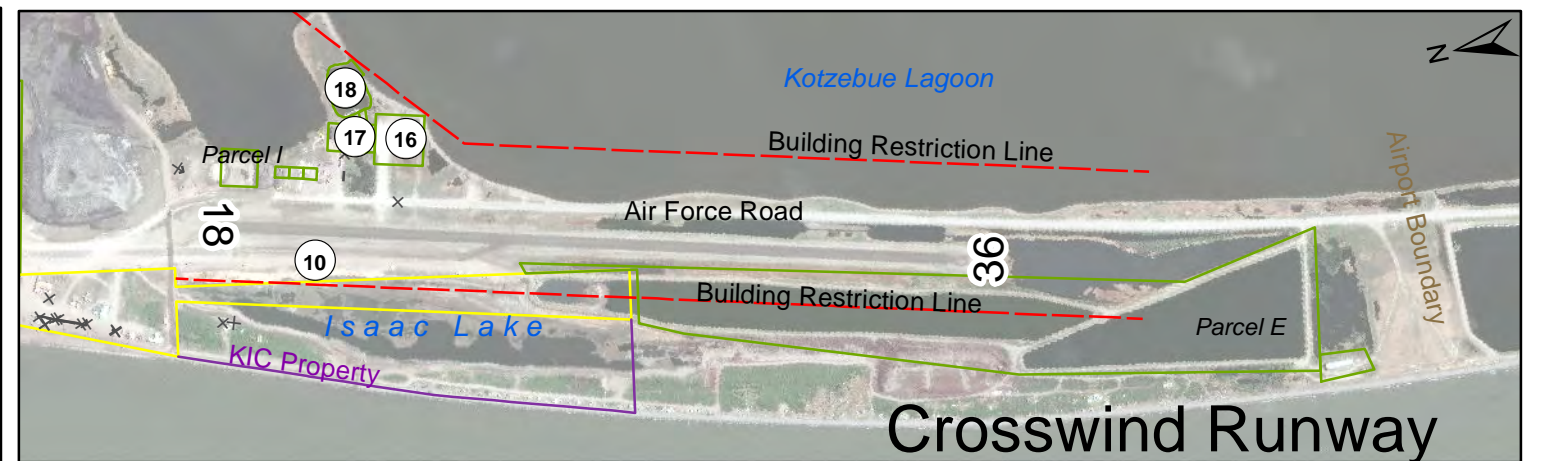 N
18
Kotzebue Lagoon
17
16
Building Restriction Line
Parcel I
Airport Boundary
18
Air Force Road
10
36
Building Restriction Line
Isaac Lake
Parcel E
KIC Property
Crosswind Runway